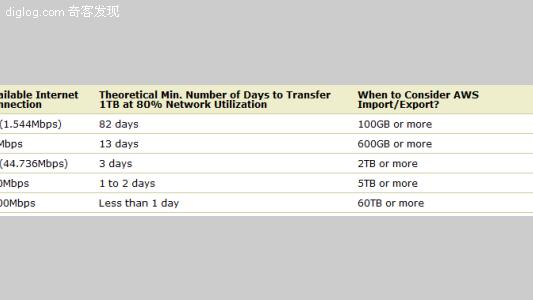 diglog.com 奇客发现
ailable Internet
nnection
Theoretical Min. Number of Days to Transfer
1TB at 80% Network Utilization
When to Consider AWS
Import/Export?
(1.544Mbps) 82 days 100GB or more
Mbps 13 days 600GB or more
(44.736Mbps) 3 days 2TB or more
0Mbps 1 to 2 days 5TB or more
00Mbps Less than 1 day 60TB or more